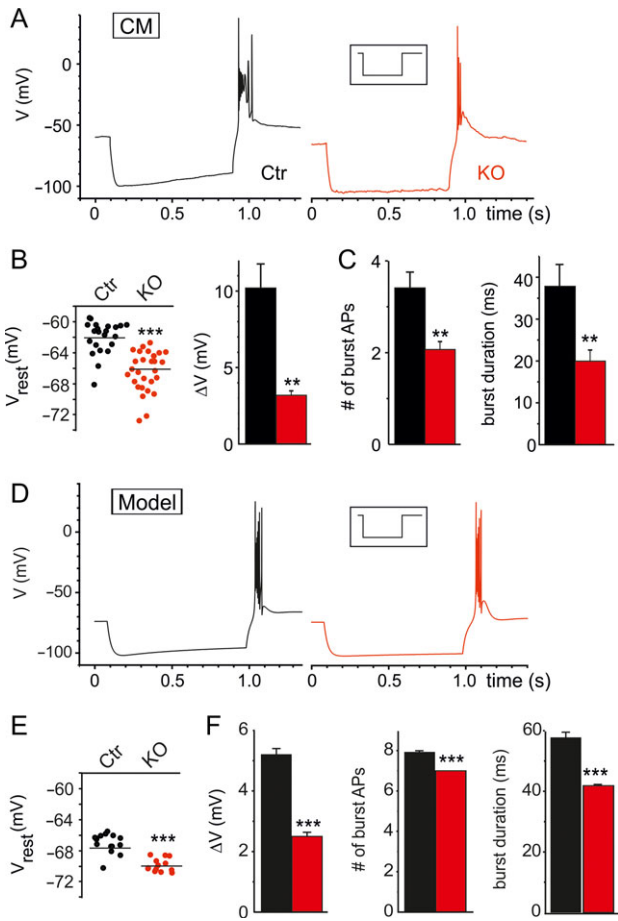 A
CM
V (mV)
0
−50
−100
Ctr
KO
0
0.5
1.0
0
0.5
1.0
time (s)
B
Ctr
KO
***
Vrest(mV)
−60
−64
−68
−72
ΔV (mV)
10
5
0
**
C
# of burst APs
4
2
0
**
burst duration (ms)
40
30
20
10
0
**
D
Model
V (mV)
0
−50
−100
0
0.5
1.0
0
0.5
1.0
time (s)
E
Ctr
KO
***
Vrest(mV)
−60
−64
−68
−72
F
ΔV (mV)
6
4
2
0
***
# of burst APs
8
6
4
2
0
***
burst duration (ms)
60
40
20
0
***